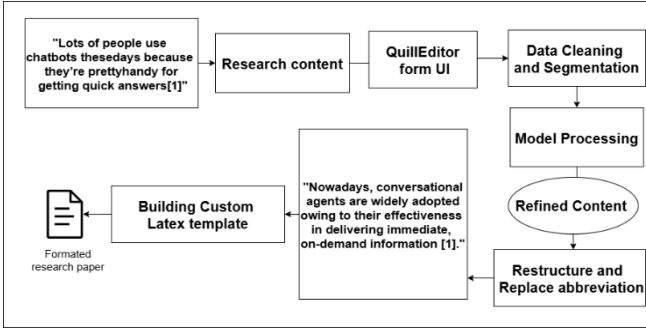 "Lots of people use
chatbots thesedays because
they're prettyhandy for
getting quick answers[1]"
Research content
QuillEditor
form UI
Data Cleaning
and Segmentation
Model Processing
Refined Content
Restructure and
Replace abbreviation
"Nowadays, conversational
agents are widely adopted
owing to their effectiveness
in delivering immediate,
on-demand information [1]."
Building Custom
Latex template
Formated
research paper